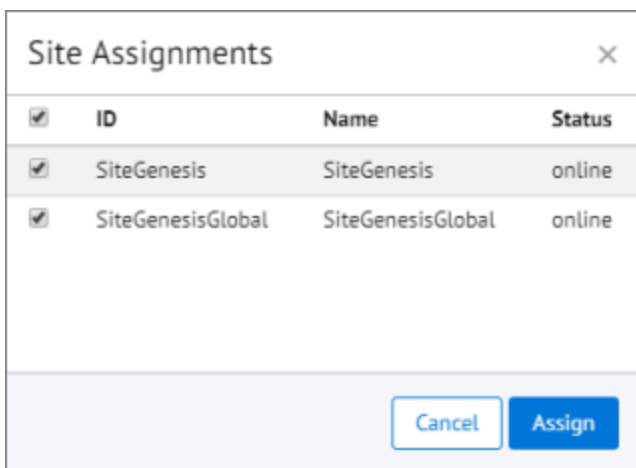 Site Assignments
ID Name Status
SiteGenesis SiteGenesis online
SiteGenesisGlobal SiteGenesisGlobal online
Cancel Assign